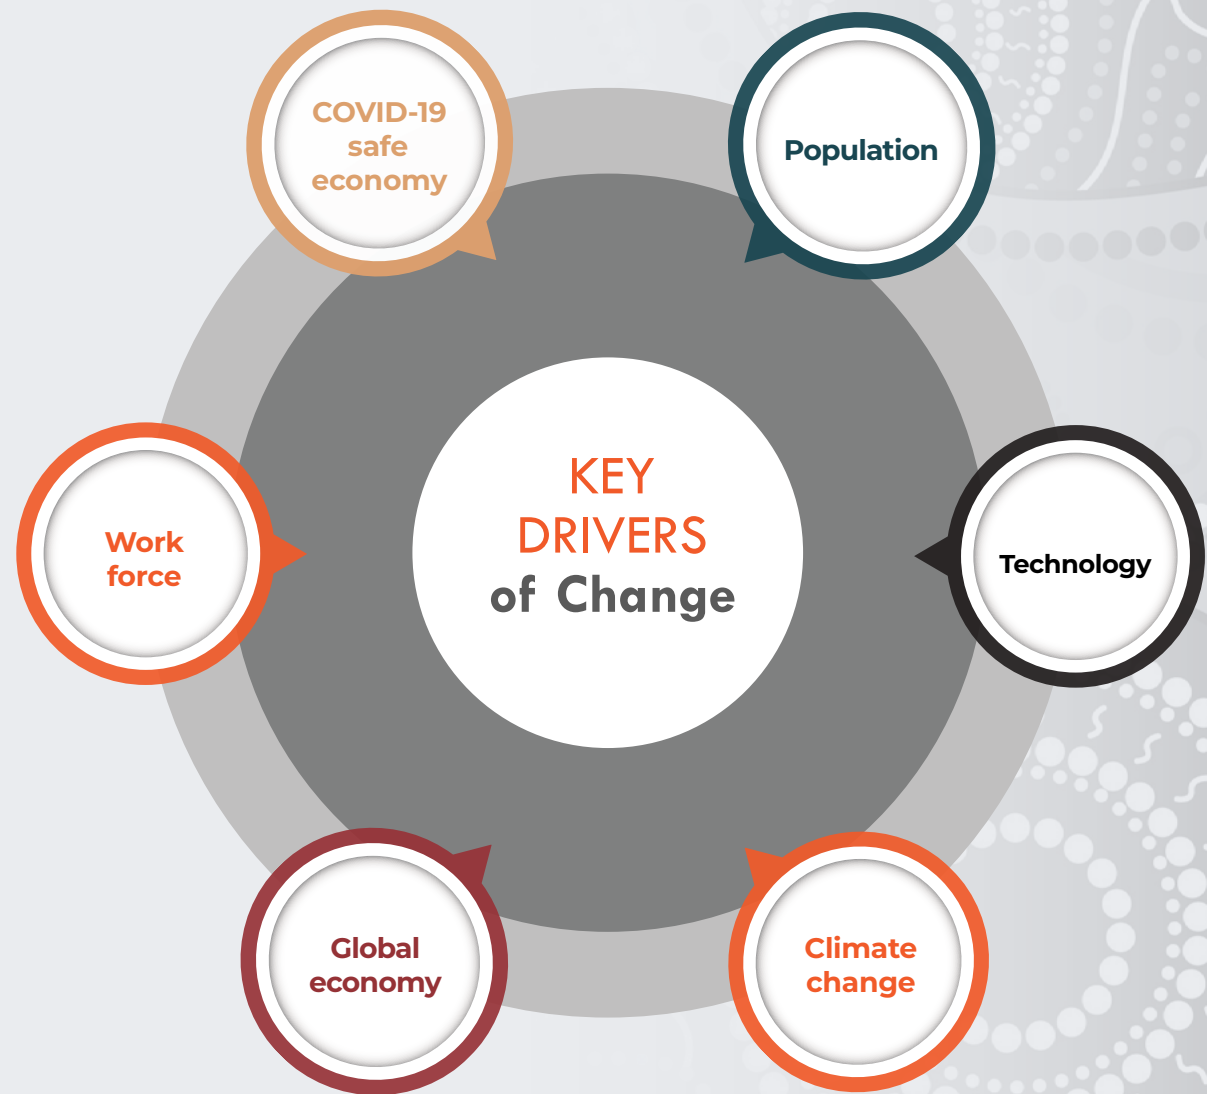 COVID-19
safe
economy
Population
Work
force
KEY
DRIVERS
of Change
Technology
Global
economy
Climate
change